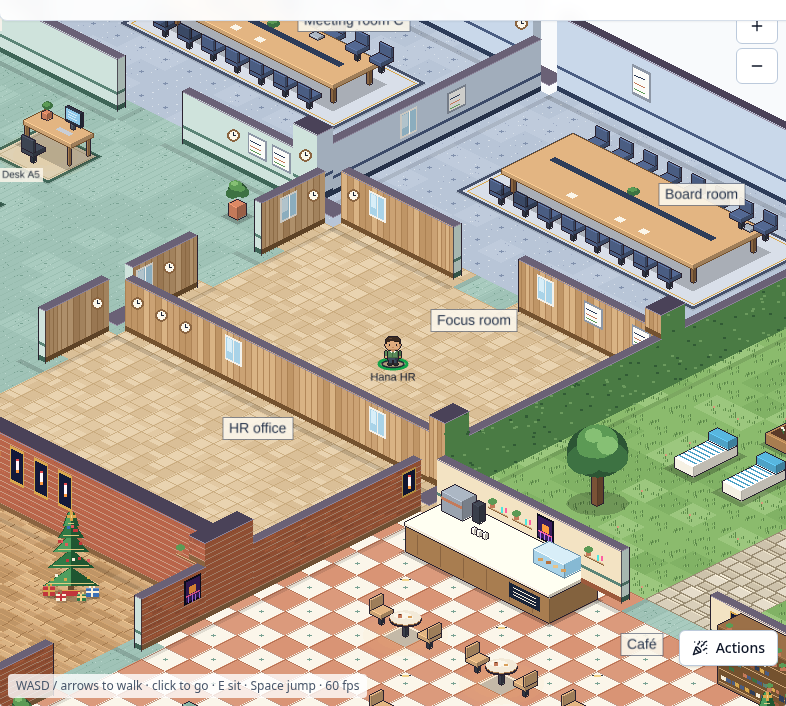 Meeting room C
+
−
Desk A5
Board room
Focus room
Hana HR
HR office
Café
Actions
WASD / arrows to walk · click to go · E sit · Space jump · 60 fps